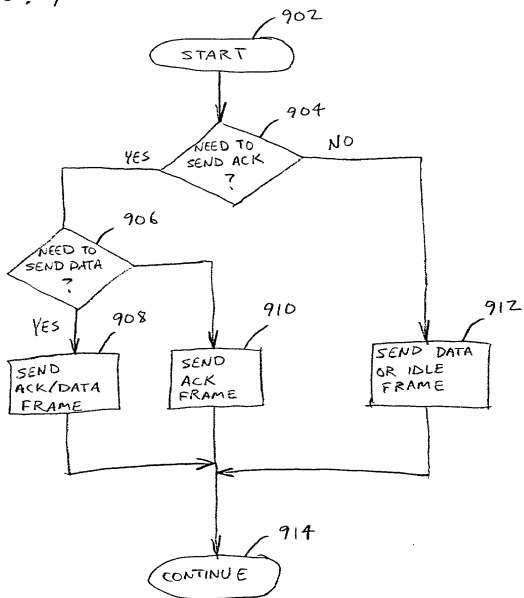 902
START
904
NEED TO
SEND ACK
?
YES
NO
906
NEED TO
SEND DATA
?
YES
908
910
912
SEND
ACK/DATA
FRAME
SEND
ACK
FRAME
SEND DATA
OR IDLE
FRAME
914
CONTINUE